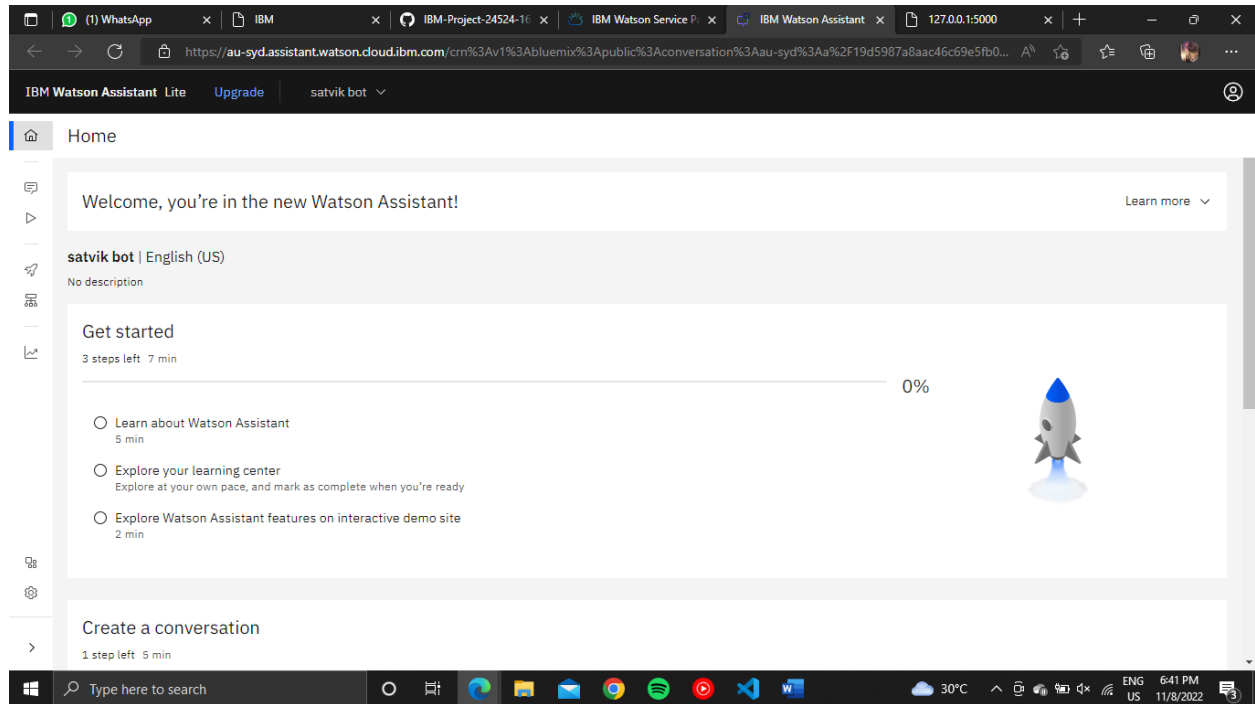 (1) WhatsApp
IBM
IBM-Project-24524-16
IBM Watson Service Pa
IBM Watson Assistant
127.0.0.1:5000
https://au-syd.assistant.watson.cloud.ibm.com/crn%3Av1%3Abluemix%3Apublic%3Aconversation%3Aau-syd%3Aa%2F19d5987a8aac46c69e5fb0...
IBM Watson Assistant Lite Upgrade satvik bot
Home
Welcome, you're in the new Watson Assistant!
Learn more
satvik bot | English (US)
No description
Get started
3 steps left 7 min
0%
Learn about Watson Assistant
5 min
Explore your learning center
Explore at your own pace, and mark as complete when you're ready
Explore Watson Assistant features on interactive demo site
2 min
Create a conversation
1 step left 5 min
Type here to search
30°C
ENG
US
6:41 PM
11/8/2022
3